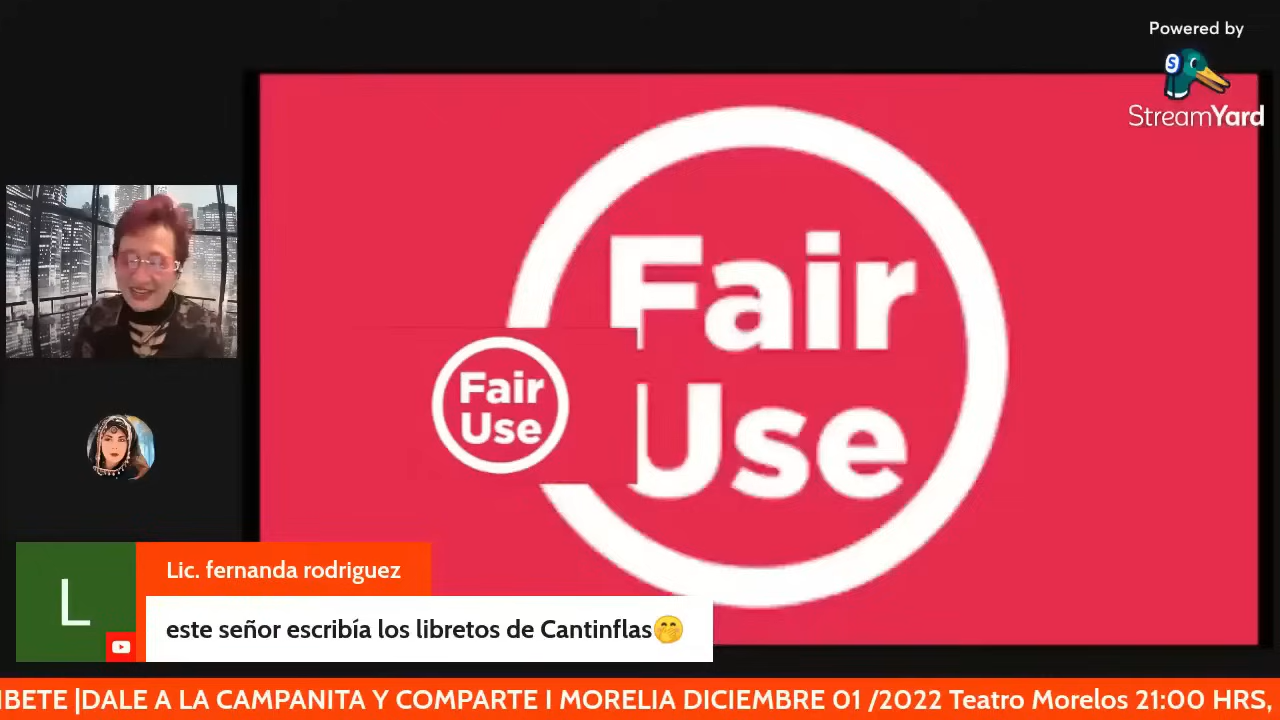 Powered by
StreamYard
Fair
Use
Fair
Use
L
Lic. fernanda rodriguez
este señor escribía los libretos de Cantinflas🤭
IBETE |DALE A LA CAMPANITA Y COMPARTE I MORELIA DICIEMBRE 01 /2022 Teatro Morelos 21:00 HRS,